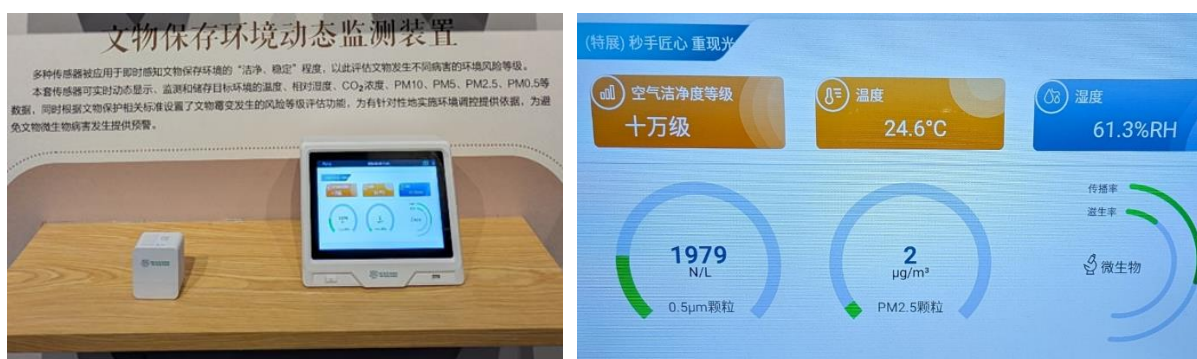 文物保存环境动态监测装置
多种传感器被应用于即时感知文物保存环境的“洁净、稳定”程度，以此评估文物发生不同病害的环境风险等级。
本套传感器可实时动态显示、监测和储存目标环境的温度、相对湿度、CO₂浓度、PM10、PM5、PM2.5、PM0.5等
数据，同时根据文物保护相关标准设置了文物霉变发生的风险等级评估功能，为有针对性地实施环境调控提供依据，为避
免文物微生物病害发生提供预警。
(特展) 秒手匠心 重现光
空气洁净度等级
十万级
温度
24.6°C
湿度
61.3%RH
1979
N/L
0.5μm颗粒
2
μg/m³
PM2.5颗粒
传播率
滋生率
微生物